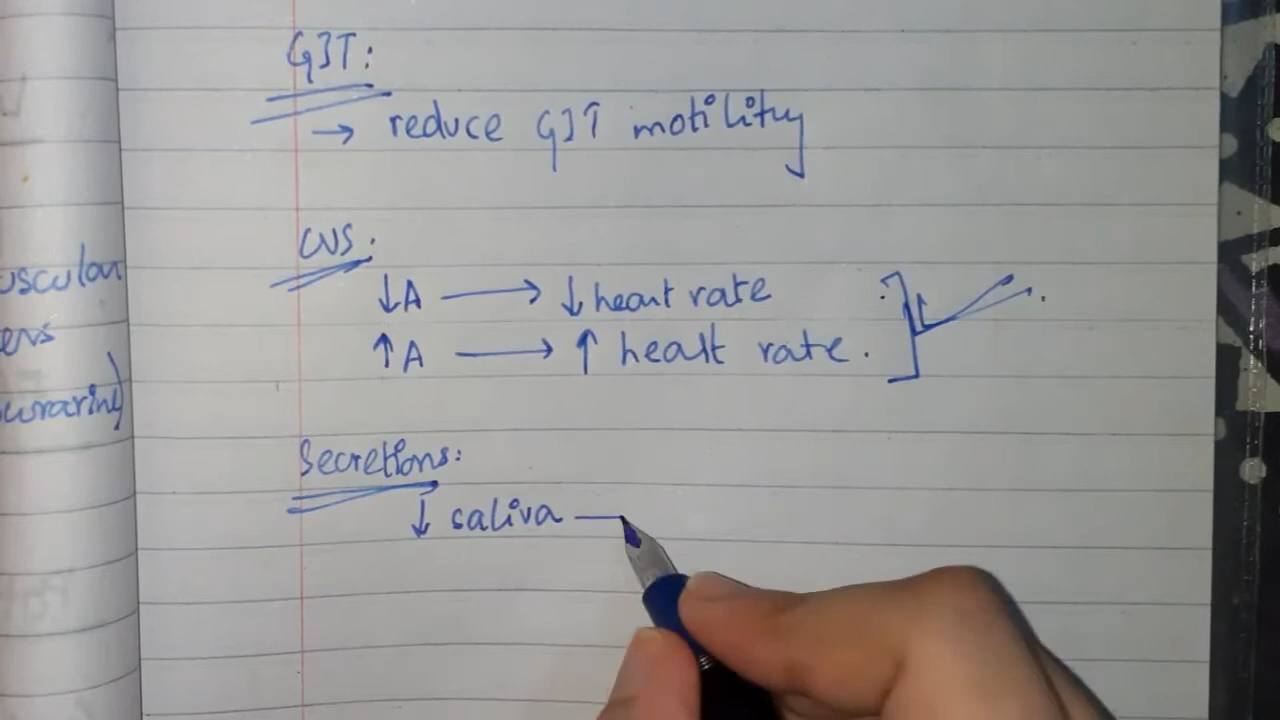 GIT:
→ reduce GIT motility
CVS:
↓A → ↓ heart rate
↑A → ↑ heart rate.
Secretions:
↓ saliva —